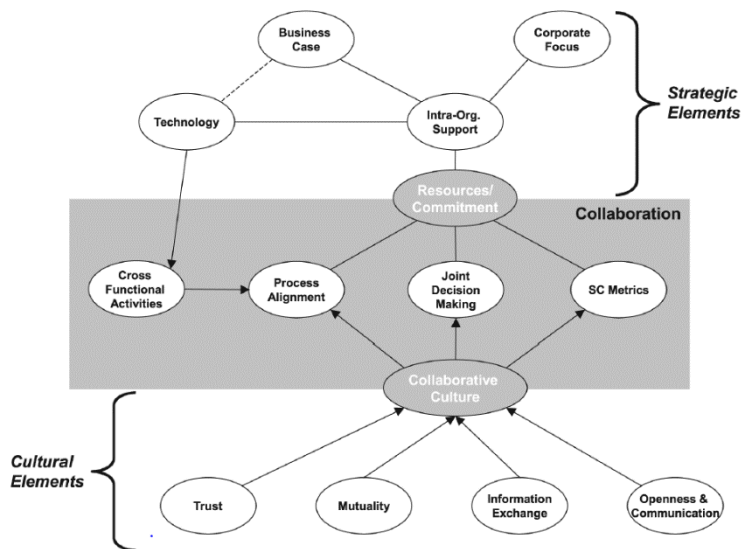 Business
Case
Corporate
Focus
Strategic
Elements
Technology
Intra-Org.
Support
Resources/
Commitment
Collaboration
Cross
Functional
Activities
Process
Alignment
Joint
Decision
Making
SC Metrics
Collaborative
Culture
Cultural
Elements
Trust
Mutuality
Information
Exchange
Openness &
Communication